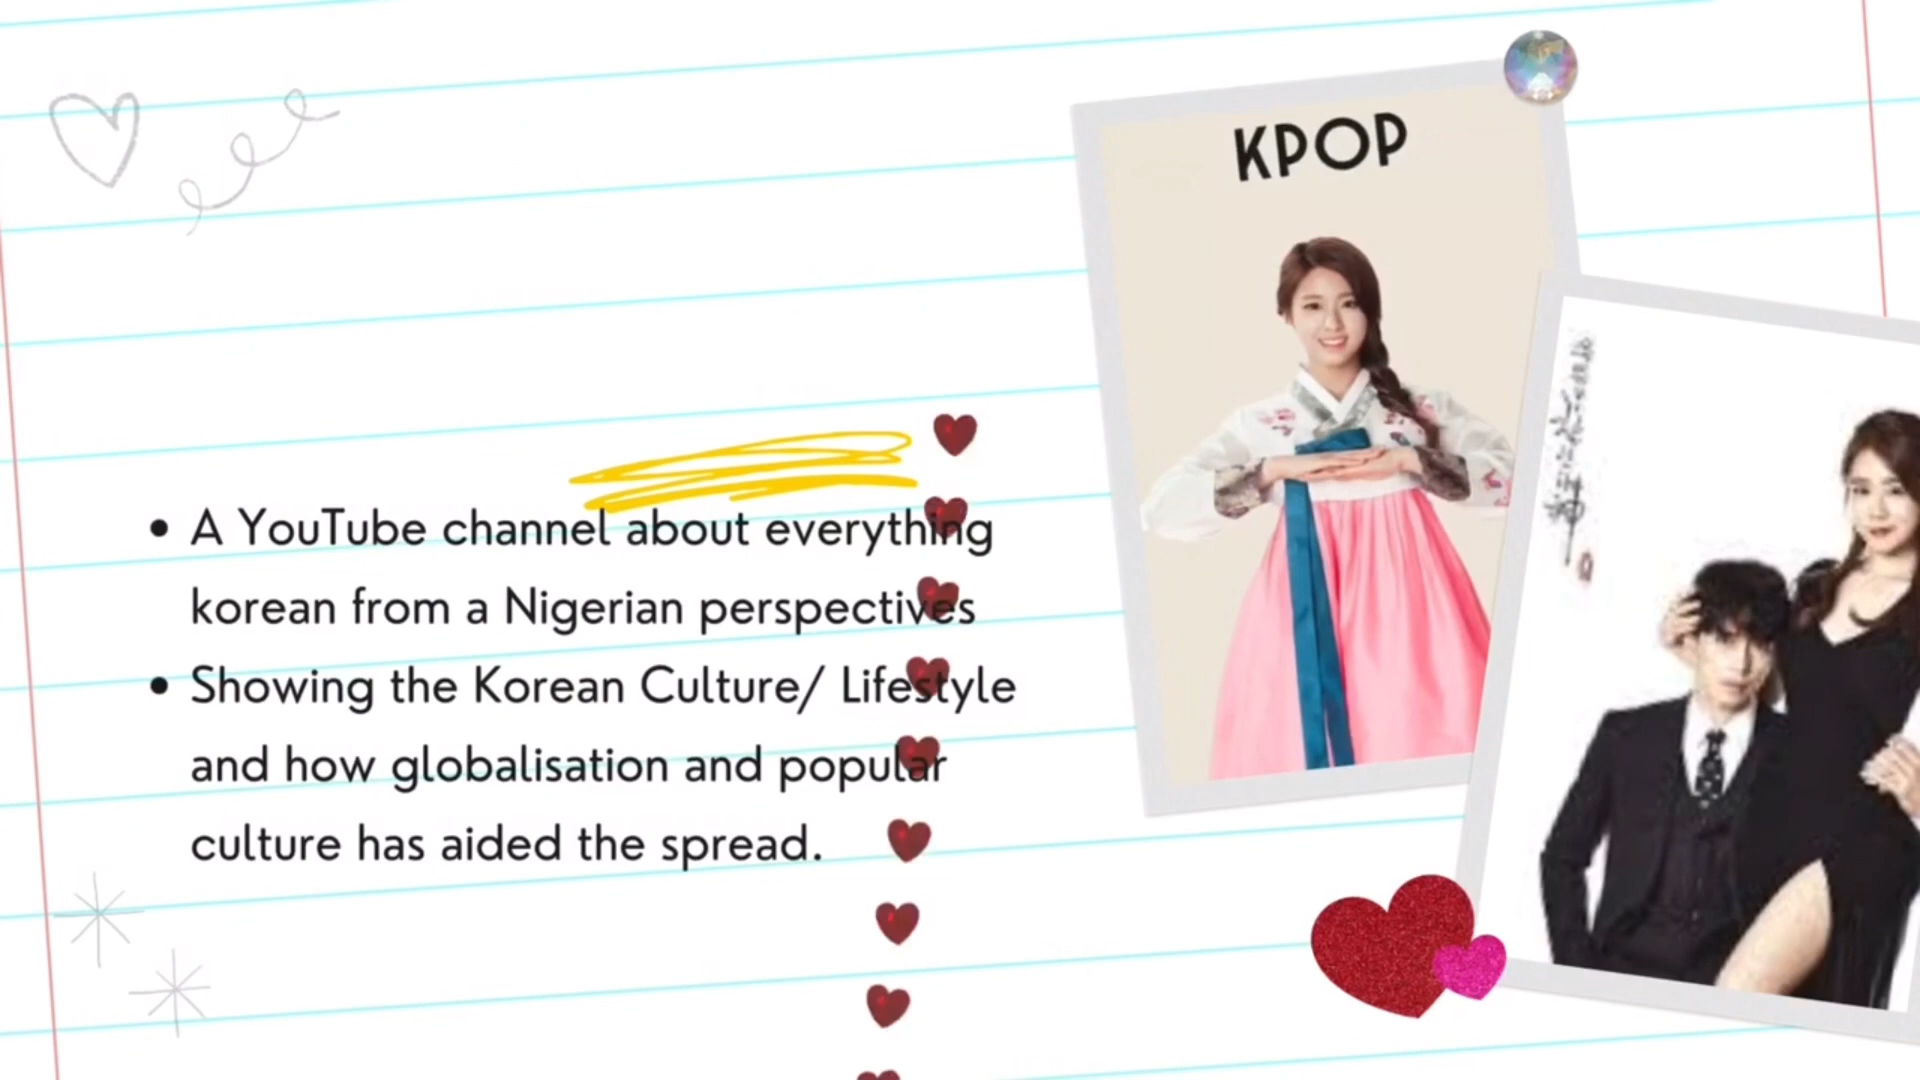 KPOP
A YouTube channel about everything
korean from a Nigerian perspectives
Showing the Korean Culture/ Lifestyle
and how globalisation and popular
culture has aided the spread.